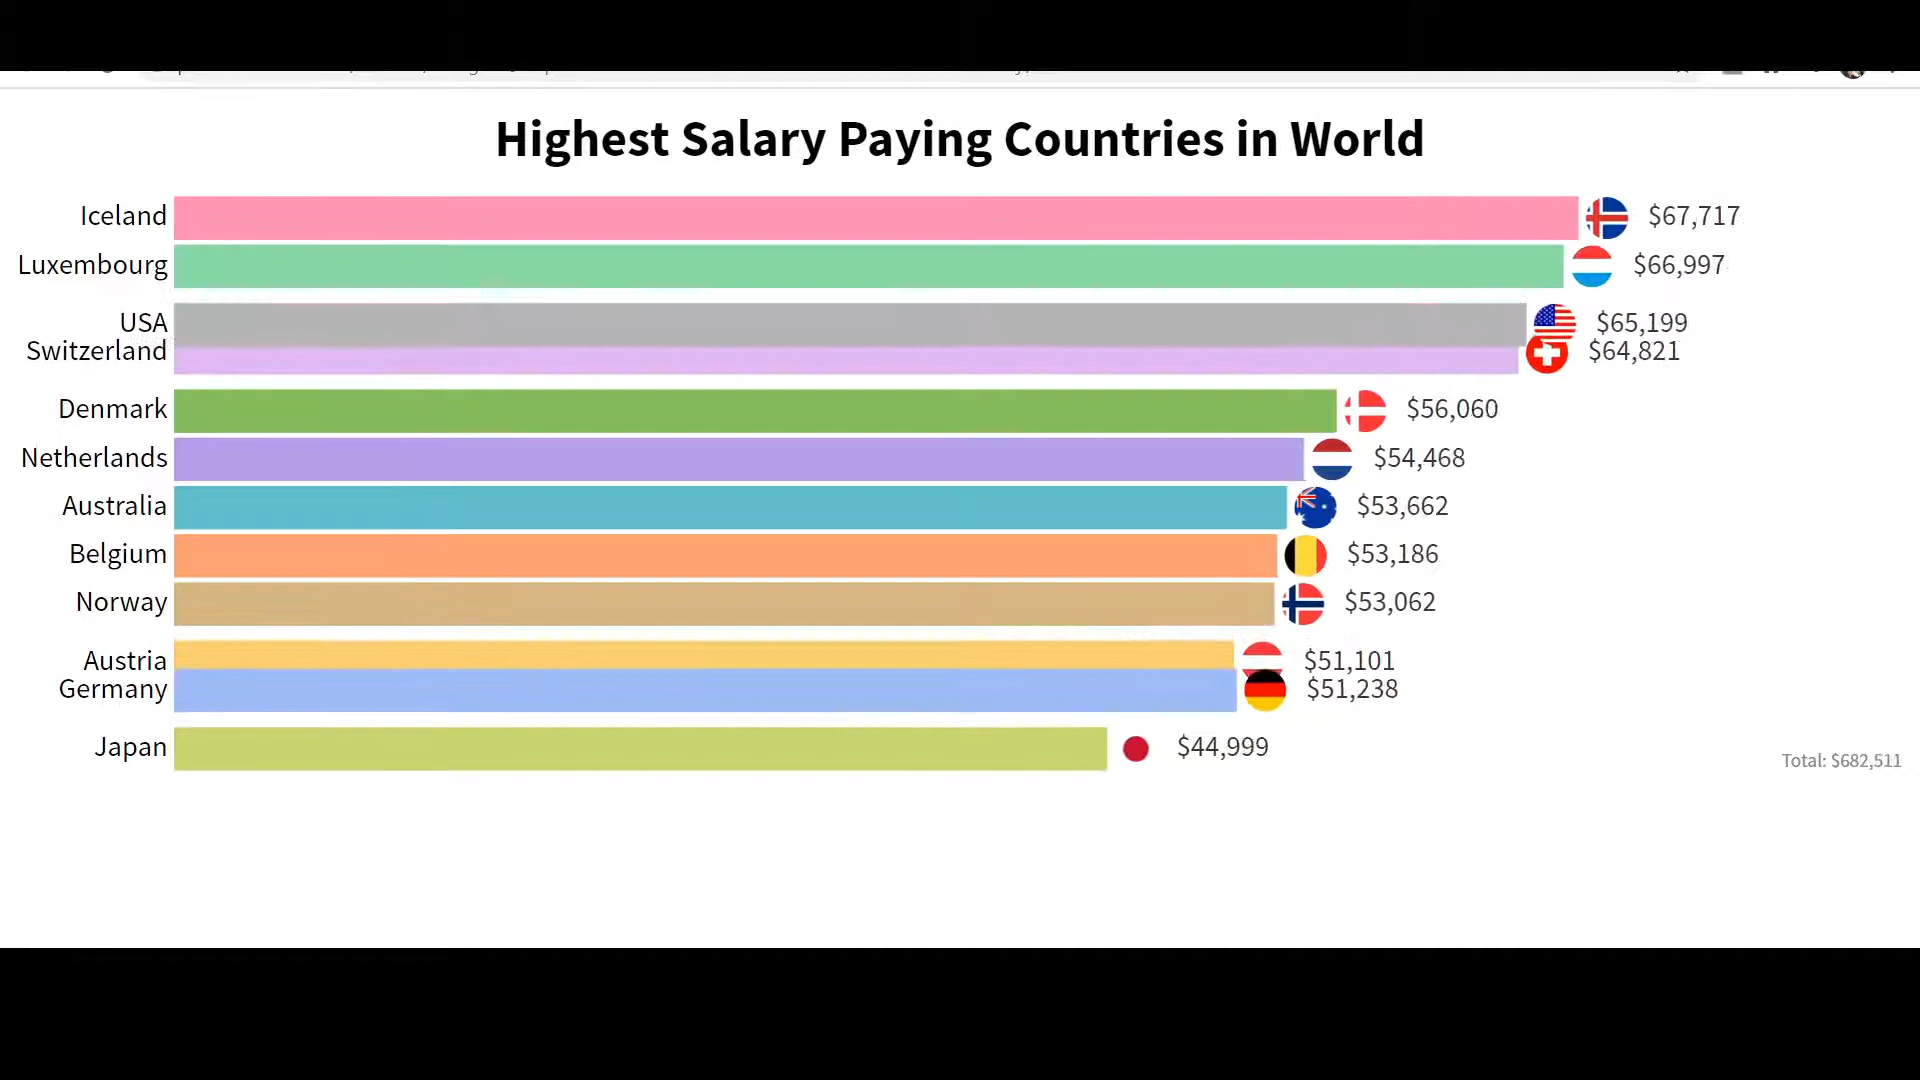 Highest Salary Paying Countries in World
Iceland $67,717
Luxembourg $66,997
USA $65,199
Switzerland $64,821
Denmark $56,060
Netherlands $54,468
Australia $53,662
Belgium $53,186
Norway $53,062
Austria $51,101
Germany $51,238
Japan $44,999
Total: $682,511